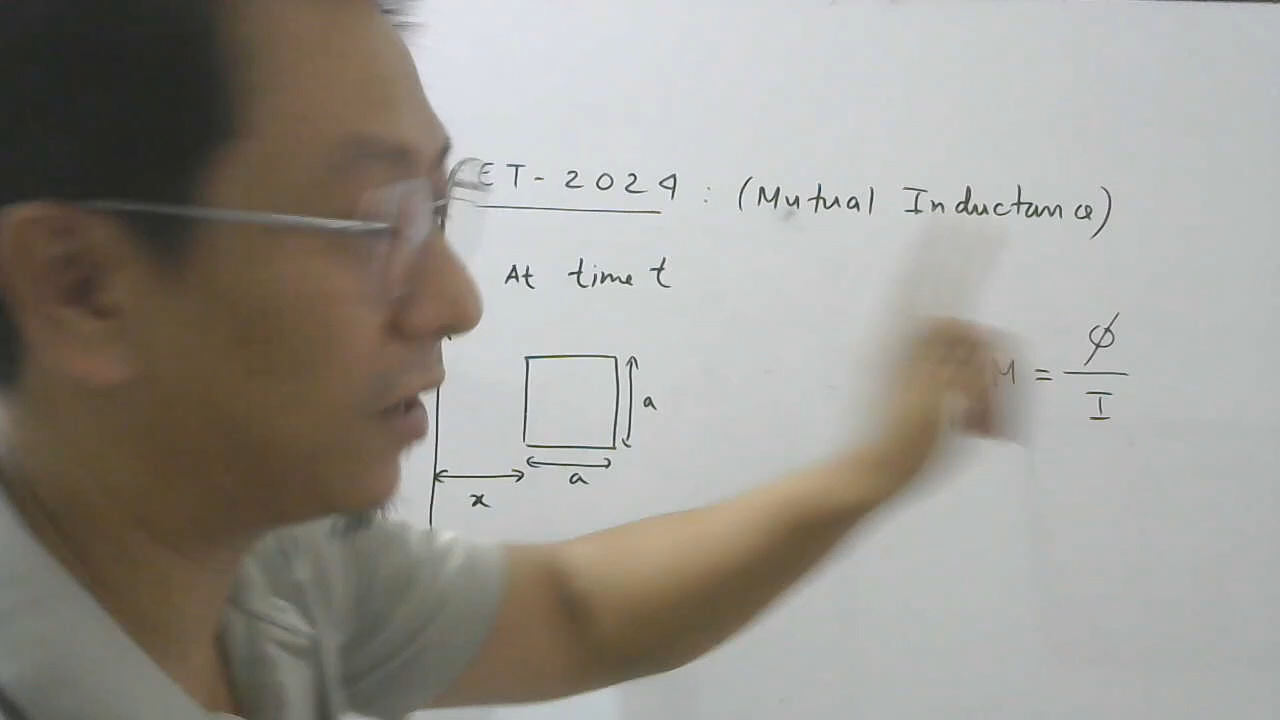 ET-2024 : (Mutual Inductance)
At time t
M = φ / I
a
a
x